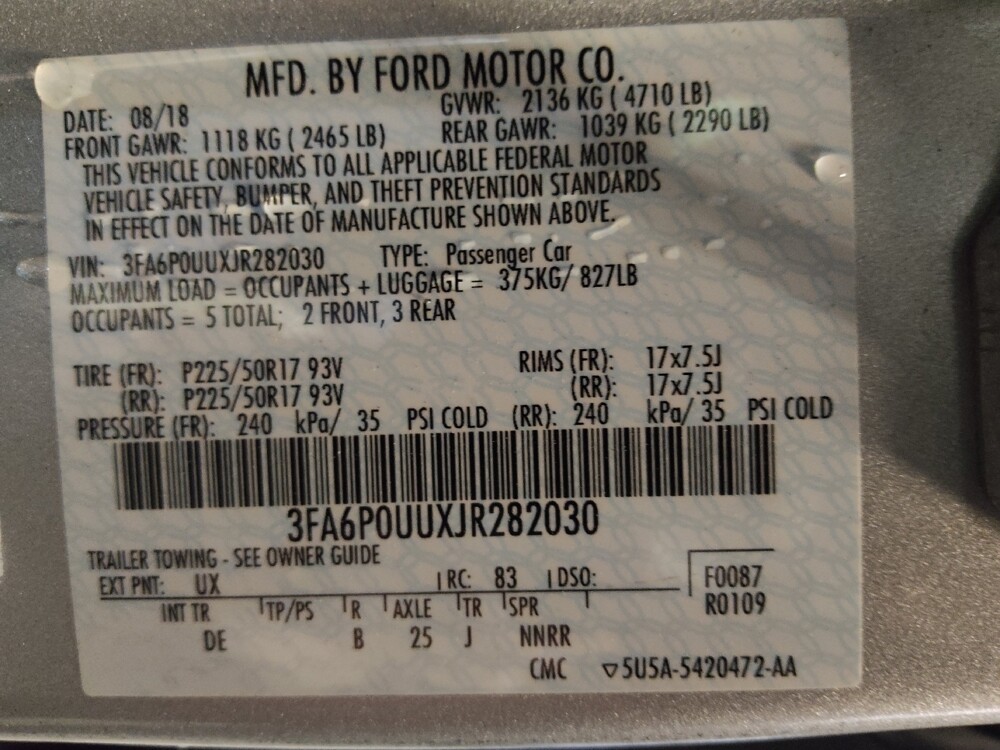 MFD. BY FORD MOTOR CO.
DATE: 08/18 GVWR: 2136 KG ( 4710 LB)
FRONT GAWR: 1118 KG ( 2465 LB) REAR GAWR: 1039 KG ( 2290 LB)
THIS VEHICLE CONFORMS TO ALL APPLICABLE FEDERAL MOTOR
VEHICLE SAFETY, BUMPER, AND THEFT PREVENTION STANDARDS
IN EFFECT ON THE DATE OF MANUFACTURE SHOWN ABOVE.
VIN: 3FA6P0UUXJR282030 TYPE: Passenger Car
MAXIMUM LOAD = OCCUPANTS + LUGGAGE = 375KG/ 827LB
OCCUPANTS = 5 TOTAL; 2 FRONT, 3 REAR
TIRE (FR): P225/50R17 93V RIMS (FR): 17x7.5J
(RR): P225/50R17 93V (RR): 17x7.5J
PRESSURE (FR): 240 kPa/ 35 PSI COLD (RR): 240 kPa/ 35 PSI COLD
3FA6P0UUXJR282030
TRAILER TOWING - SEE OWNER GUIDE
EXT PNT: UX RC: 83 DSO: F0087
INT TR TP/PS R AXLE TR SPR R0109
DE B 25 J NNRR
CMC ▽5U5A-5420472-AA